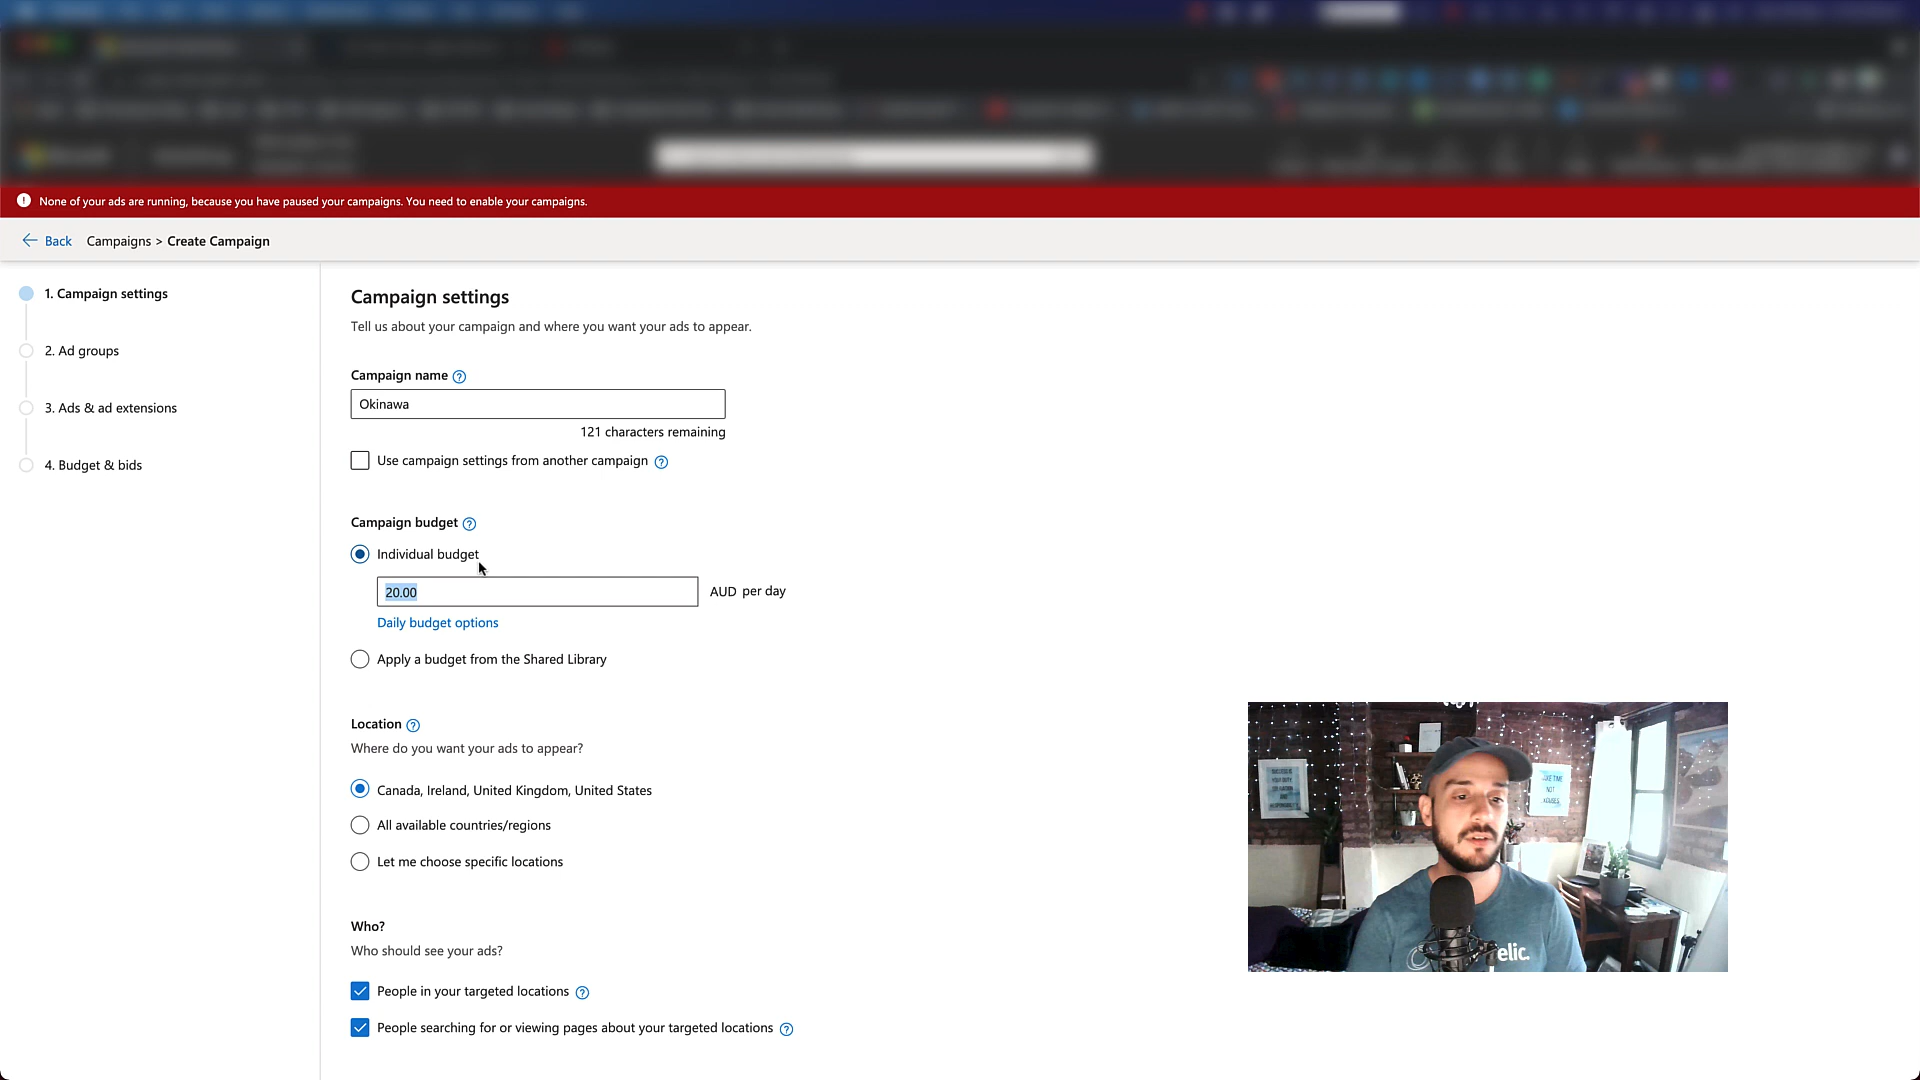 None of your ads are running, because you have paused your campaigns. You need to enable your campaigns.
Back Campaigns > Create Campaign
1. Campaign settings
2. Ad groups
3. Ads & ad extensions
4. Budget & bids
Campaign settings
Tell us about your campaign and where you want your ads to appear.
Campaign name
Okinawa
121 characters remaining
Use campaign settings from another campaign
Campaign budget
Individual budget
20.00 AUD per day
Daily budget options
Apply a budget from the Shared Library
Location
Where do you want your ads to appear?
Canada, Ireland, United Kingdom, United States
All available countries/regions
Let me choose specific locations
Who?
Who should see your ads?
People in your targeted locations
People searching for or viewing pages about your targeted locations
elic.